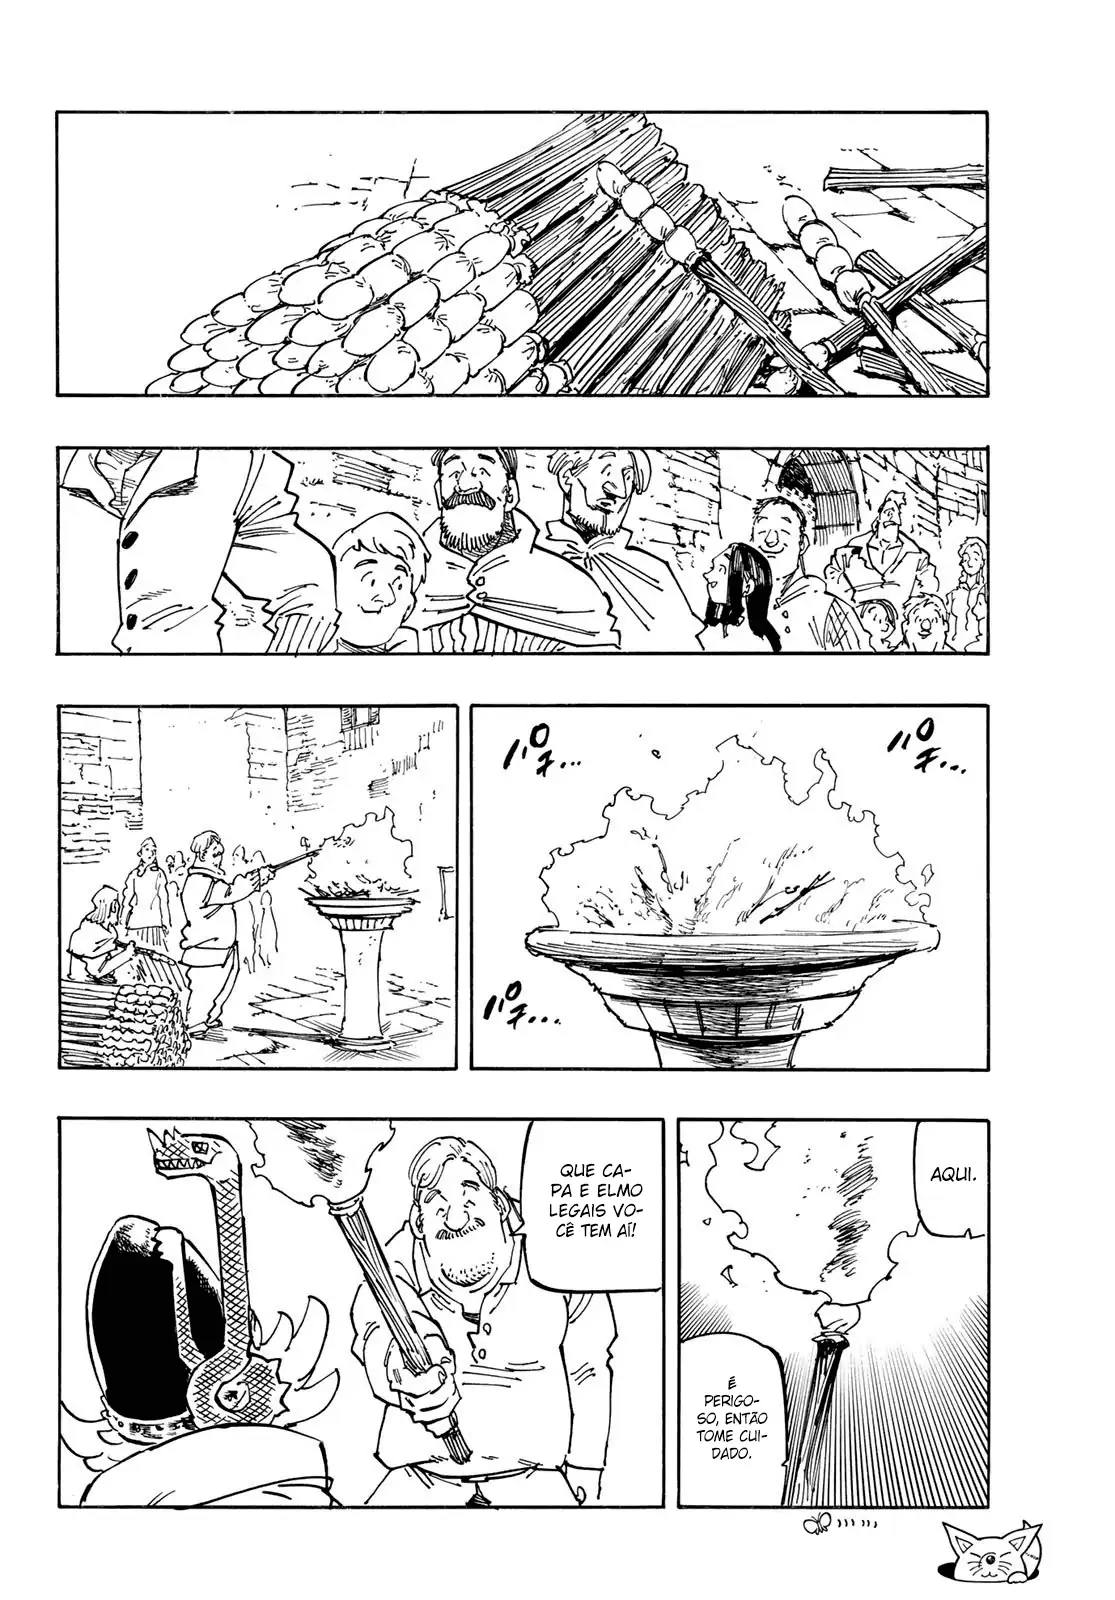 パチ...
パチ...
パチ...
AQUI.
É
PERIGO-
SO, ENTÃO
TOME CUI-
DADO.
QUE CA-
PA E ELMO
LEGAIS VO-
CÊ TEM AÍ!